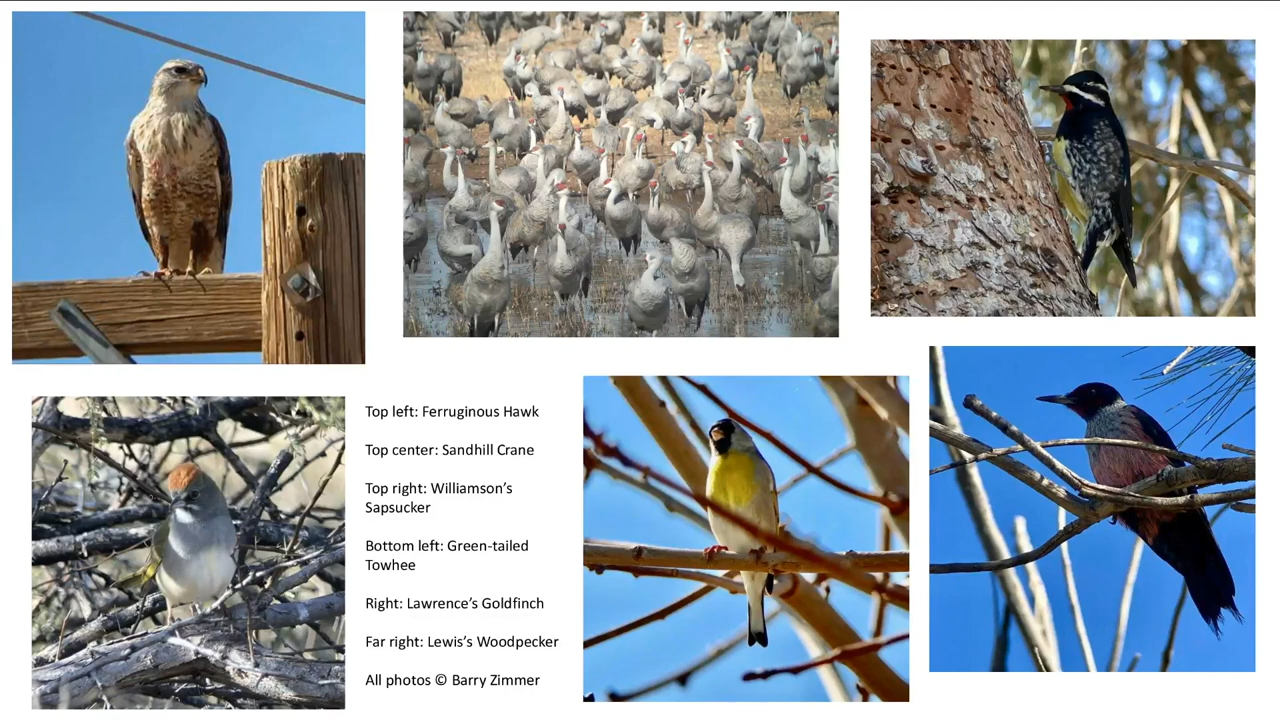 Top left: Ferruginous Hawk
Top center: Sandhill Crane
Top right: Williamson’s
Sapsucker
Bottom left: Green-tailed
Towhee
Right: Lawrence’s Goldfinch
Far right: Lewis’s Woodpecker
All photos © Barry Zimmer